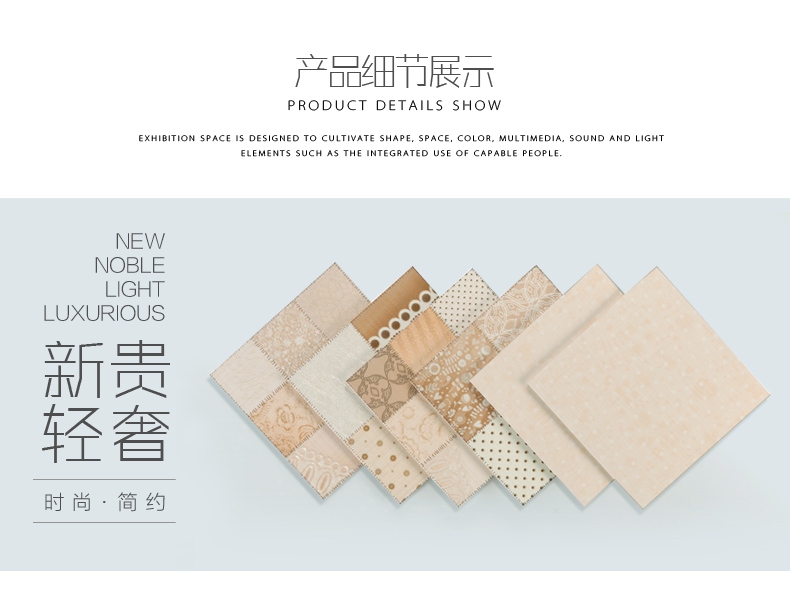 产品细节展示
PRODUCT DETAILS SHOW
EXHIBITION SPACE IS DESIGNED TO CULTIVATE SHAPE, SPACE, COLOR, MULTIMEDIA, SOUND AND LIGHT
ELEMENTS SUCH AS THE INTEGRATED USE OF CAPABLE PEOPLE.
NEW
NOBLE
LIGHT
LUXURIOUS
新贵
轻奢
时尚·简约